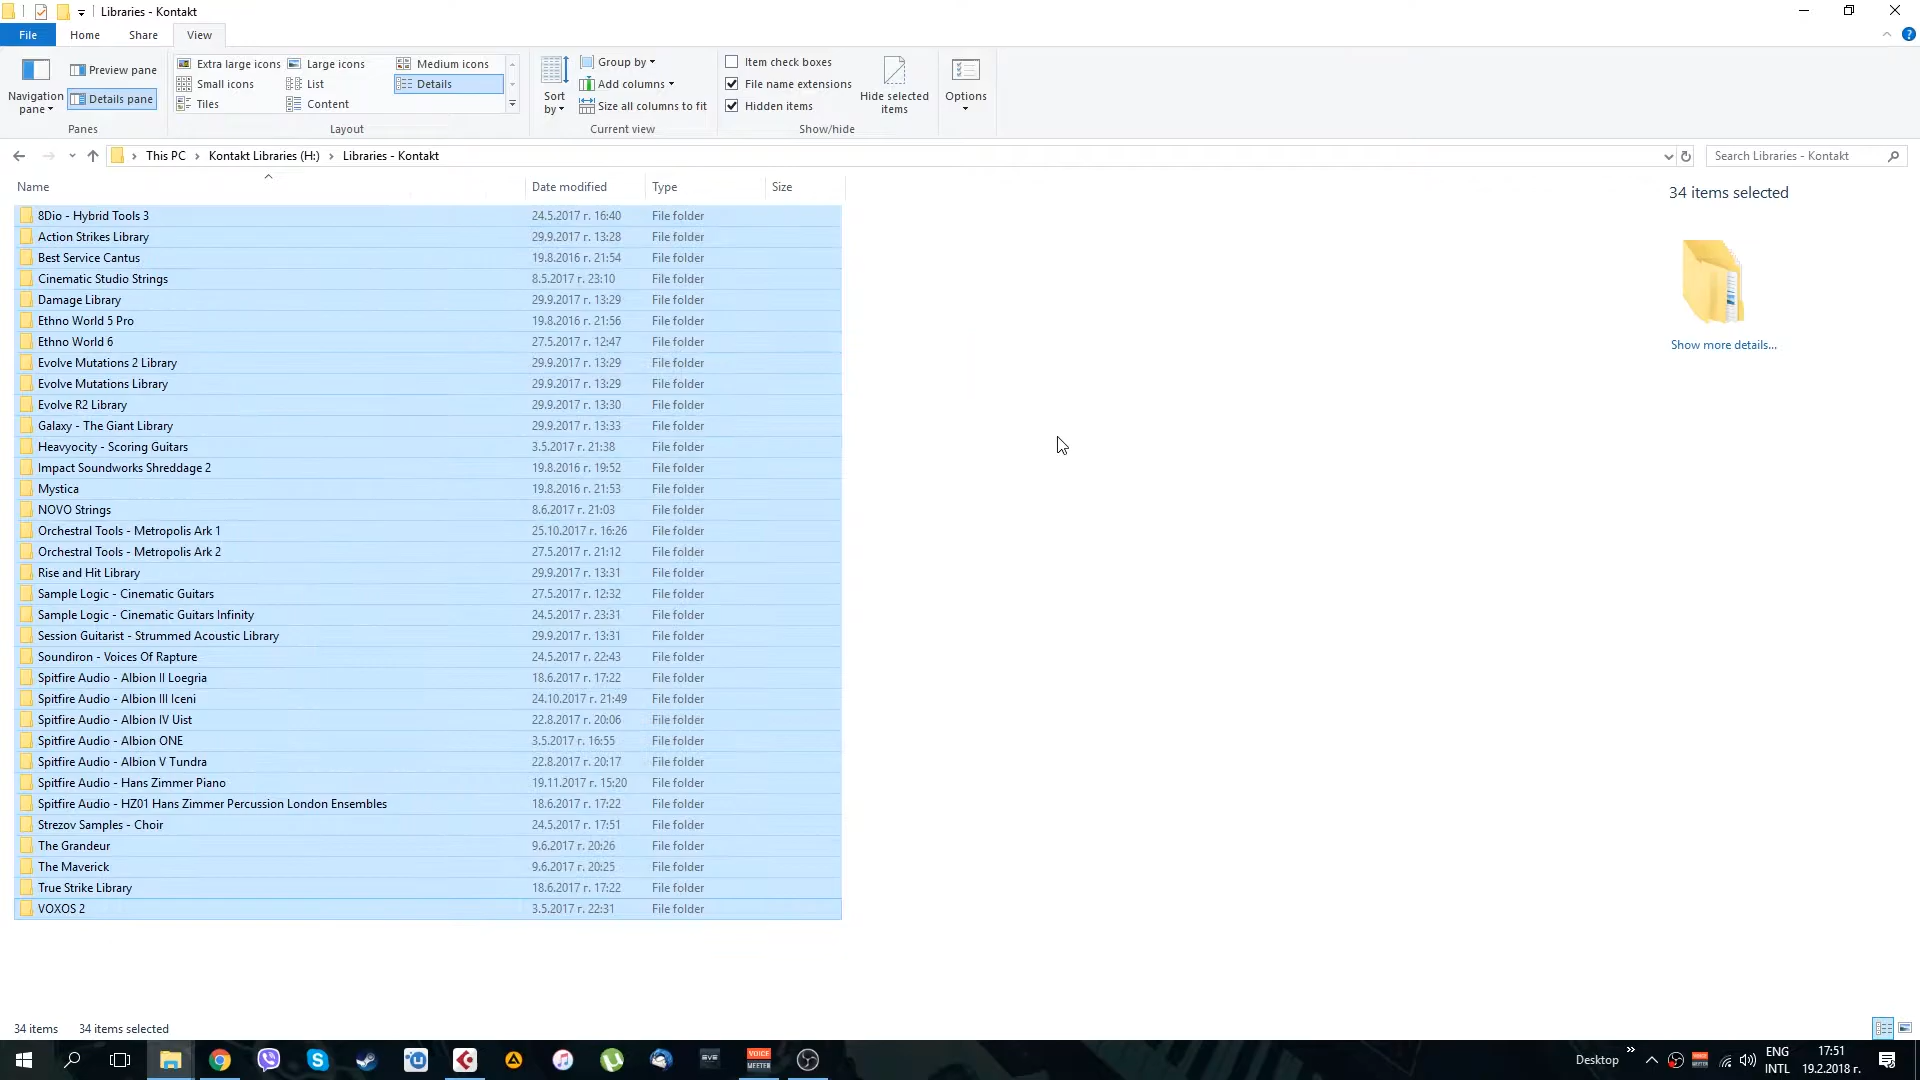 Libraries - Kontakt
File Home Share View
Navigation pane
Preview pane
Details pane
Panes
Extra large icons Large icons Medium icons
Small icons List Details
Tiles Content
Layout
Sort by
Group by
Add columns
Size all columns to fit
Current view
Item check boxes
File name extensions
Hidden items
Hide selected items
Show/hide
Options
This PC › Kontakt Libraries (H:) › Libraries - Kontakt
Search Libraries - Kontakt
Name Date modified Type Size
8Dio - Hybrid Tools 3 24.5.2017 г. 16:40 File folder
Action Strikes Library 29.9.2017 г. 13:28 File folder
Best Service Cantus 19.8.2016 г. 21:54 File folder
Cinematic Studio Strings 8.5.2017 г. 23:10 File folder
Damage Library 29.9.2017 г. 13:29 File folder
Ethno World 5 Pro 19.8.2016 г. 21:56 File folder
Ethno World 6 27.5.2017 г. 12:47 File folder
Evolve Mutations 2 Library 29.9.2017 г. 13:29 File folder
Evolve Mutations Library 29.9.2017 г. 13:29 File folder
Evolve R2 Library 29.9.2017 г. 13:30 File folder
Galaxy - The Giant Library 29.9.2017 г. 13:33 File folder
Heavyocity - Scoring Guitars 3.5.2017 г. 21:38 File folder
Impact Soundworks Shreddage 2 19.8.2016 г. 19:52 File folder
Mystica 19.8.2016 г. 21:53 File folder
NOVO Strings 8.6.2017 г. 21:03 File folder
Orchestral Tools - Metropolis Ark 1 25.10.2017 г. 16:26 File folder
Orchestral Tools - Metropolis Ark 2 27.5.2017 г. 21:12 File folder
Rise and Hit Library 29.9.2017 г. 13:31 File folder
Sample Logic - Cinematic Guitars 27.5.2017 г. 12:32 File folder
Sample Logic - Cinematic Guitars Infinity 24.5.2017 г. 23:31 File folder
Session Guitarist - Strummed Acoustic Library 29.9.2017 г. 13:31 File folder
Soundiron - Voices Of Rapture 24.5.2017 г. 22:43 File folder
Spitfire Audio - Albion II Loegria 18.6.2017 г. 17:22 File folder
Spitfire Audio - Albion III Iceni 24.10.2017 г. 21:49 File folder
Spitfire Audio - Albion IV Uist 22.8.2017 г. 20:06 File folder
Spitfire Audio - Albion ONE 3.5.2017 г. 16:55 File folder
Spitfire Audio - Albion V Tundra 22.8.2017 г. 20:17 File folder
Spitfire Audio - Hans Zimmer Piano 19.11.2017 г. 15:20 File folder
Spitfire Audio - HZ01 Hans Zimmer Percussion London Ensembles 18.6.2017 г. 17:22 File folder
Strezov Samples - Choir 24.5.2017 г. 17:51 File folder
The Grandeur 9.6.2017 г. 20:26 File folder
The Maverick 9.6.2017 г. 20:25 File folder
True Strike Library 18.6.2017 г. 17:22 File folder
VOXOS 2 3.5.2017 г. 22:31 File folder
34 items selected
Show more details...
34 items 34 items selected
EVE
VOICE MEETER
Desktop
ENG
INTL
17:51
19.2.2018 г.